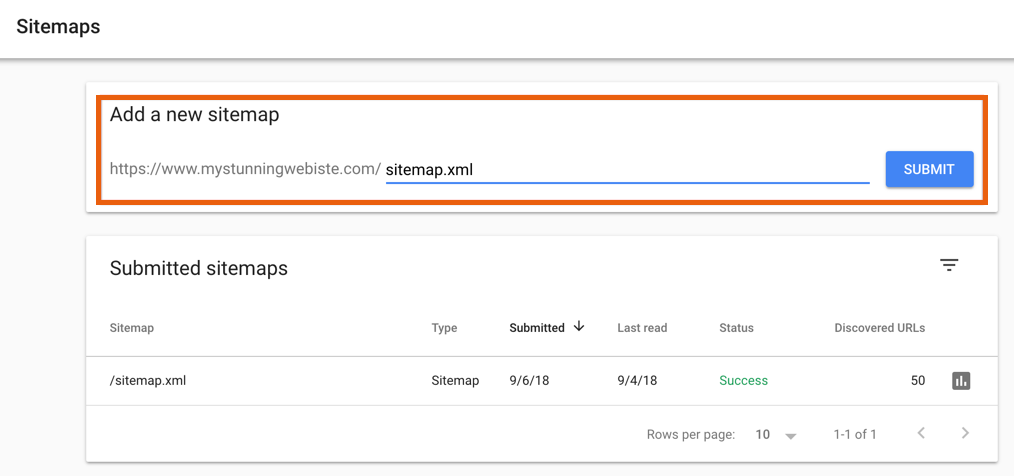 Sitemaps
Add a new sitemap
https://www.mystunningwebiste.com/ sitemap.xml SUBMIT
Submitted sitemaps
Sitemap Type Submitted Last read Status Discovered URLs
/sitemap.xml Sitemap 9/6/18 9/4/18 Success 50
Rows per page: 10 1-1 of 1